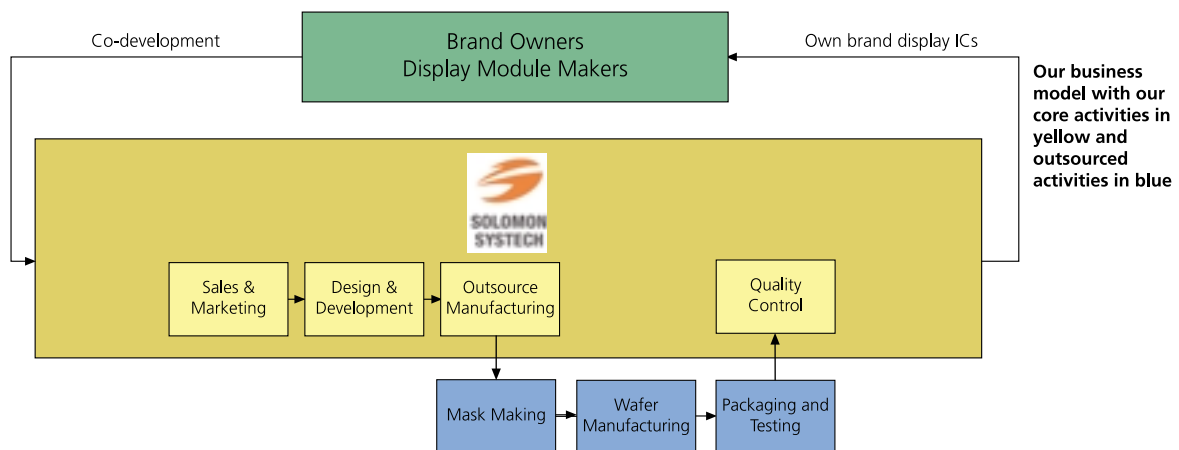 Co-development
Brand Owners
Display Module Makers
Own brand display ICs
Our business
model with our
core activities in
yellow and
outsourced
activities in blue
SOLOMON
SYSTECH
Sales &
Marketing
Design &
Development
Outsource
Manufacturing
Quality
Control
Mask Making
Wafer
Manufacturing
Packaging and
Testing